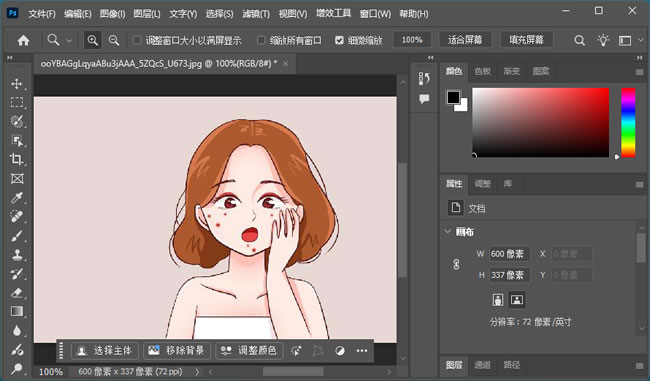 Ps 文件(F) 编辑(E) 图像(I) 图层(L) 文字(Y) 选择(S) 滤镜(T) 视图(V) 增效工具 窗口(W) 帮助(H)
调整窗口大小以满屏显示 缩放所有窗口 细微缩放 100% 适合屏幕 填充屏幕
ooYBAGgLqyaABu3jAAA_5ZQcS_U673.jpg @ 100%(RGB/8#) *
颜色 色板 渐变 图案
属性 调整 库
文档
画布
W 600 像素 X 0 像素
H 337 像素 Y 0 像素
分辨率: 72 像素/英寸
选择主体 移除背景 调整颜色
图层 通道 路径
100% 600 像素 x 337 像素 (72 ppi)